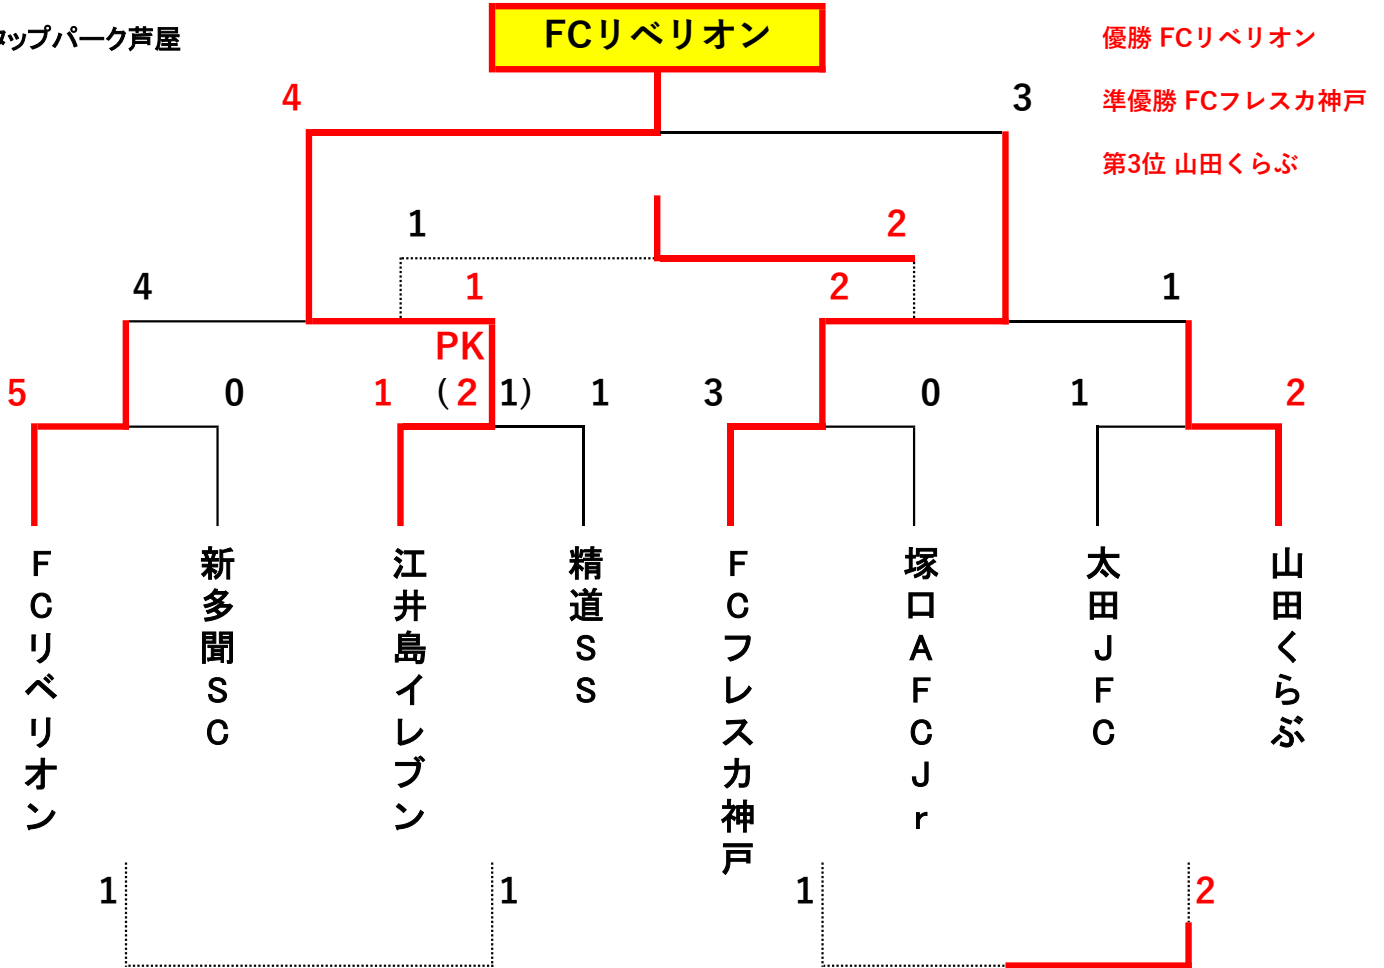 FCリベリオン
タップパーク芦屋
優勝 FCリベリオン
4
3
準優勝 FCフレスカ神戸
第3位 山田くらぶ
1
2
4
1
2
1
PK
5
0
1
(2 1)
1
3
0
1
2
FCリベリオン
新多聞SC
江井島イレブン
精道SS
FCフレスカ神戸
塚口AFCJr
太田JFC
山田くらぶ
1
1
1
2